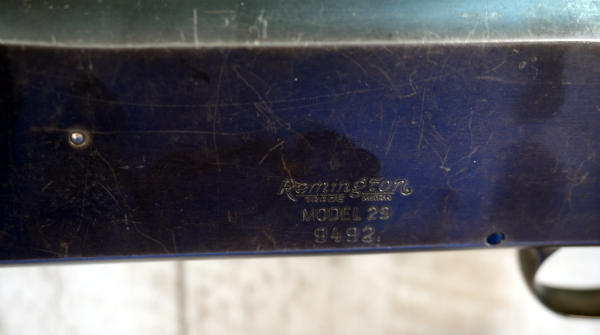 Remington
TRADE MARK
MODEL 29
9492.